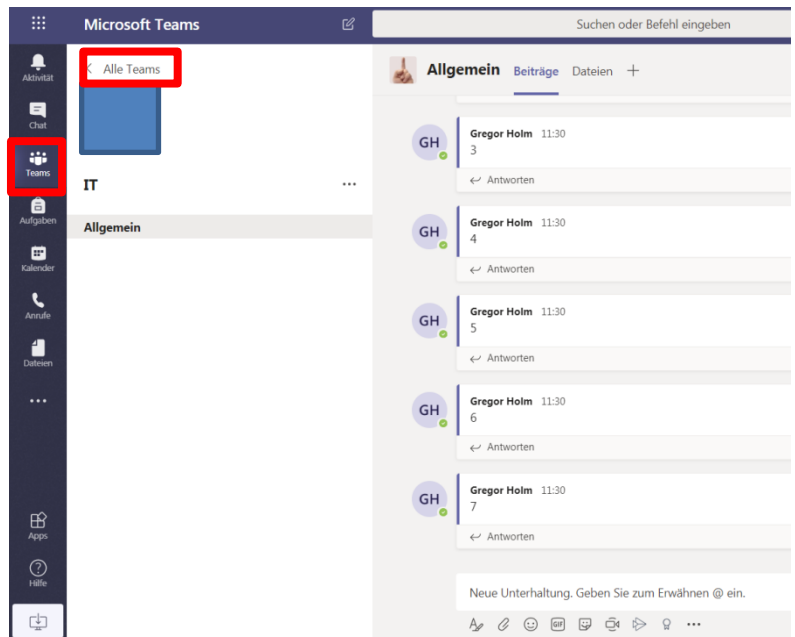 Microsoft Teams
Suchen oder Befehl eingeben
Aktivität
Chat
Teams
Aufgaben
Kalender
Anrufe
Dateien
Apps
Hilfe
Alle Teams
IT
Allgemein
Allgemein Beiträge Dateien
GH
Gregor Holm 11:30
3
Antworten
GH
Gregor Holm 11:30
4
Antworten
GH
Gregor Holm 11:30
5
Antworten
GH
Gregor Holm 11:30
6
Antworten
GH
Gregor Holm 11:30
7
Antworten
Neue Unterhaltung. Geben Sie zum Erwähnen @ ein.
GIF